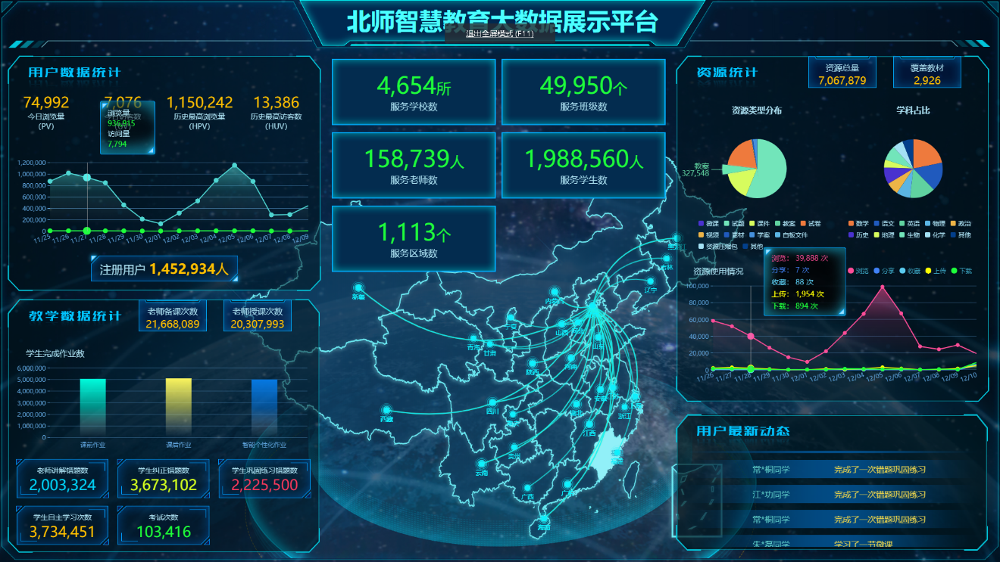 北师智慧教育大数据展示平台
退出全屏模式 (F11)
用户数据统计
74,992
今日浏览量
(PV)
7,076
今日访客数
浏览量
936,915
访问量
7,794
1,150,242
历史最高浏览量
(HPV)
13,386
历史最高访客数
(HUV)
1,200,000
1,000,000
800,000
600,000
400,000
200,000
0
11/25 11/26 11/27 11/28 11/29 11/30 12/01 12/02 12/03 12/04 12/05 12/06 12/07 12/08 12/09
注册用户 1,452,934人
教学数据统计
老师备课次数
21,668,089
老师授课次数
20,307,993
学生完成作业数
6,000,000
5,000,000
4,000,000
3,000,000
2,000,000
1,000,000
0
课前作业 课后作业 智能个性化作业
老师讲解错题数
2,003,324
学生纠正错题数
3,673,102
学生巩固练习错题数
2,225,500
学生自主学习次数
3,734,451
考试次数
103,416
4,654所
服务学校数
49,950个
服务班级数
158,739人
服务老师数
1,988,560人
服务学生数
1,113个
服务区域数
黑龙江
吉林
辽宁
新疆
内蒙古
宁夏
山西
河北
山东
青海
甘肃
陕西
河南
安徽
江苏
上海
西藏
四川
重庆
湖北
浙江
江西
贵州
云南
广西
广东
海南
资源统计
资源总量
7,067,879
覆盖教材
2,926
资源类型分布
学科占比
教案
327,548
微课 试题 课件 教案 试卷
视频 素材 学案 白板文件
资源压缩包 其他
数学 语文 英语 物理 政治
历史 地理 生物 化学 其他
资源使用情况
浏览 分享 收藏 上传 下载
浏览： 39,888 次
分享： 7 次
收藏： 88 次
上传： 1,954 次
下载： 894 次
100,000
80,000
60,000
40,000
20,000
0
11/25 11/26 11/27 11/28 11/29 11/30 12/01 12/02 12/03 12/04 12/05 12/06 12/07 12/08 12/09 12/10
用户最新动态
常*桐同学 完成了一次错题巩固练习
江*功同学 完成了一次错题巩固练习
常*桐同学 完成了一次错题巩固练习
朱*磊同学 学习了一节微课